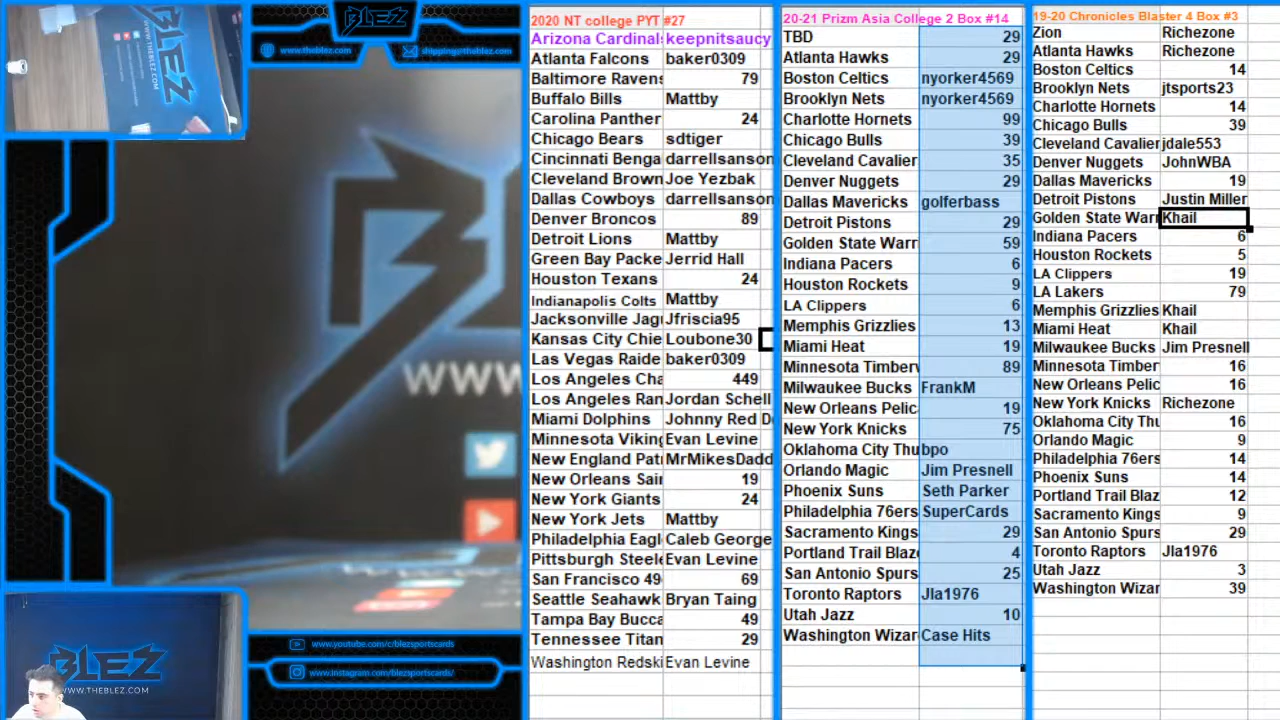 BLEZ
WWW.THEBLEZ.COM
BLEZ
www.theblez.com
shipping@theblez.com
WWW
BLEZ
WWW.THEBLEZ.COM
www.youtube.com/c/blezsportscards
www.instagram.com/blezsportscards/
2020 NT college PYT #27
Arizona Cardinals keepnitsaucy
Atlanta Falcons baker0309
Baltimore Ravens 79
Buffalo Bills Mattby
Carolina Panther 24
Chicago Bears sdtiger
Cincinnati Benga darrellsanson
Cleveland Brown Joe Yezbak
Dallas Cowboys darrellsanson
Denver Broncos 89
Detroit Lions Mattby
Green Bay Packe Jerrid Hall
Houston Texans 24
Indianapolis Colts Mattby
Jacksonville Jagu Jfriscia95
Kansas City Chie Loubone30
Las Vegas Raide baker0309
Los Angeles Cha 449
Los Angeles Ran Jordan Schell
Miami Dolphins Johnny Red D
Minnesota Viking Evan Levine
New England Pat MrMikesDadd
New Orleans Sain 19
New York Giants 24
New York Jets Mattby
Philadelphia Eagl Caleb George
Pittsburgh Steele Evan Levine
San Francisco 49 69
Seattle Seahawk Bryan Taing
Tampa Bay Bucca 49
Tennessee Titan 29
Washington Redski Evan Levine
20-21 Prizm Asia College 2 Box #14
TBD 29
Atlanta Hawks 29
Boston Celtics nyorker4569
Brooklyn Nets nyorker4569
Charlotte Hornets 99
Chicago Bulls 39
Cleveland Cavalier 35
Denver Nuggets 29
Dallas Mavericks golferbass
Detroit Pistons 29
Golden State Warr 59
Indiana Pacers 6
Houston Rockets 9
LA Clippers 6
Memphis Grizzlies 13
Miami Heat 19
Minnesota Timberv 89
Milwaukee Bucks FrankM
New Orleans Pelic 19
New York Knicks 75
Oklahoma City Thu bpo
Orlando Magic Jim Presnell
Phoenix Suns Seth Parker
Philadelphia 76ers SuperCards
Sacramento Kings 29
Portland Trail Blaze 4
San Antonio Spurs 25
Toronto Raptors Jla1976
Utah Jazz 10
Washington Wizar Case Hits
19-20 Chronicles Blaster 4 Box #3
Zion Richezone
Atlanta Hawks Richezone
Boston Celtics 14
Brooklyn Nets jtsports23
Charlotte Hornets 14
Chicago Bulls 39
Cleveland Cavalier jdale553
Denver Nuggets JohnWBA
Dallas Mavericks 19
Detroit Pistons Justin Miller
Golden State Warr Khail
Indiana Pacers 6
Houston Rockets 5
LA Clippers 19
LA Lakers 79
Memphis Grizzlies Khail
Miami Heat Khail
Milwaukee Bucks Jim Presnell
Minnesota Timber 16
New Orleans Pelic 16
New York Knicks Richezone
Oklahoma City Thu 16
Orlando Magic 9
Philadelphia 76ers 14
Phoenix Suns 14
Portland Trail Blaz 12
Sacramento Kings 9
San Antonio Spurs 29
Toronto Raptors Jla1976
Utah Jazz 3
Washington Wizar 39